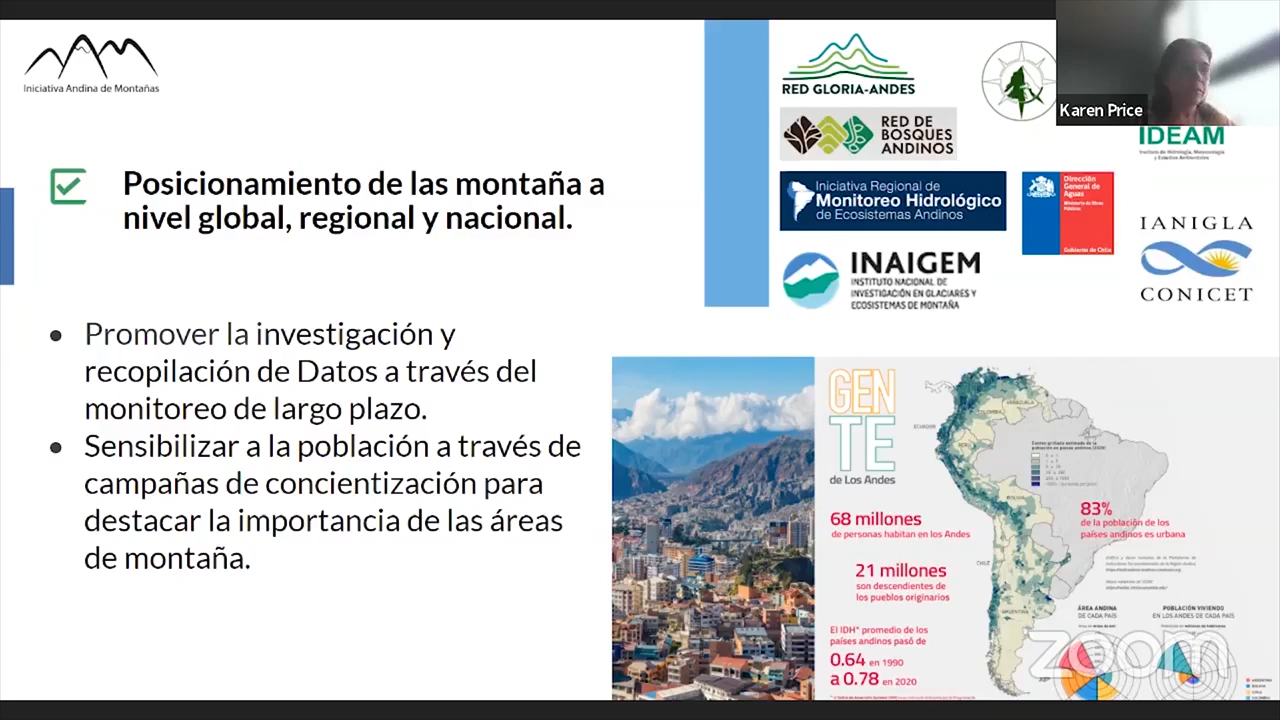 Iniciativa Andina de Montañas
Posicionamiento de las montaña a
nivel global, regional y nacional.
Promover la investigación y
recopilación de Datos a través del
monitoreo de largo plazo.
Sensibilizar a la población a través de
campañas de concientización para
destacar la importancia de las áreas
de montaña.
RED GLORIA-ANDES
RED DE
BOSQUES
ANDINOS
Karen Price
IDEAM
Instituto de Hidrología, Meteorología
y Estudios Ambientales
Iniciativa Regional de
Monitoreo Hidrológico
de Ecosistemas Andinos
Dirección
General de
Aguas
Ministerio de Obras
Públicas
Gobierno de Chile
IANIGLA
CONICET
INAIGEM
INSTITUTO NACIONAL DE
INVESTIGACIÓN EN GLACIARES Y
ECOSISTEMAS DE MONTAÑA
GEN
TE
de Los Andes
68 millones
de personas habitan en los Andes
21 millones
son descendientes de
los pueblos originarios
El IDH* promedio de los
países andinos pasó de
0.64 en 1990
a 0.78 en 2020
VENEZUELA
COLOMBIA
ECUADOR
PERÚ
BOLIVIA
CHILE
ARGENTINA
83%
de la población de los
países andinos es urbana
ÁREA ANDINA
DE CADA PAÍS
POBLACIÓN VIVIENDO
EN LOS ANDES DE CADA PAÍS
zoom